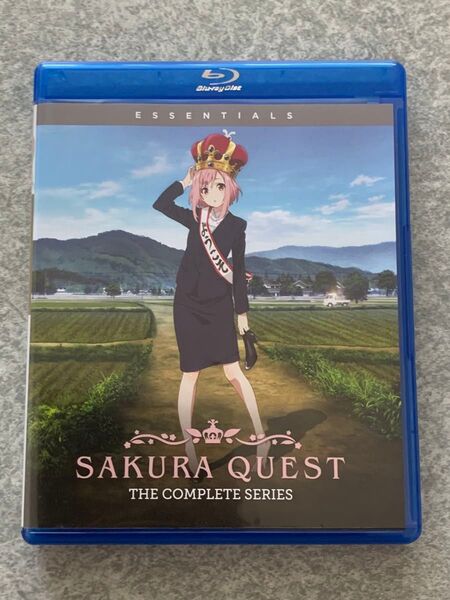 Blu-ray Disc
ESSENTIALS
SAKURA QUEST
THE COMPLETE SERIES